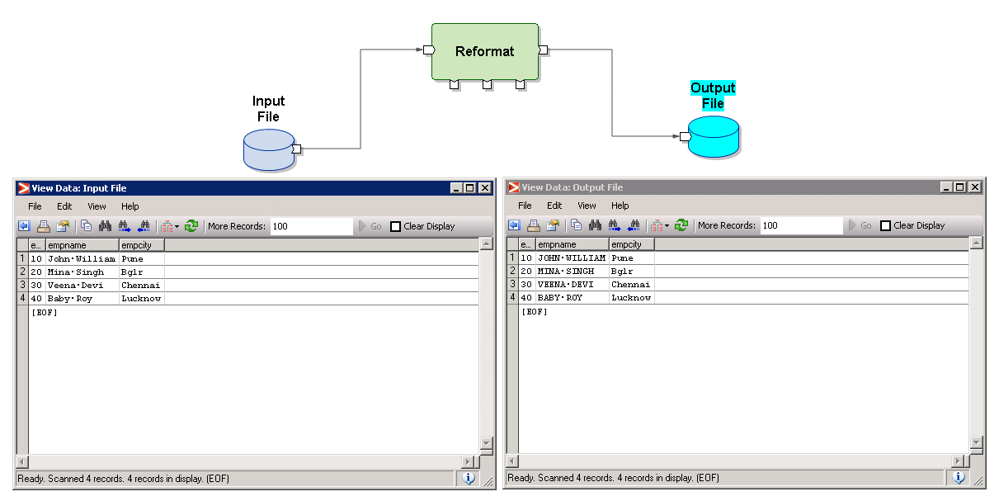 Reformat
Output
File
Input
File
View Data: Input File
File Edit View Help
More Records: 100 Go Clear Display
e... empname empcity
1 10 John·William Pune
2 20 Mina·Singh Bglr
3 30 Veena·Devi Chennai
4 40 Baby·Roy Lucknow
[EOF]
Ready. Scanned 4 records. 4 records in display. (EOF)
View Data: Output File
File Edit View Help
More Records: 100 Go Clear Display
e... empname empcity
1 10 JOHN·WILLIAM Pune
2 20 MINA·SINGH Bglr
3 30 VEENA·DEVI Chennai
4 40 BABY·ROY Lucknow
[EOF]
Ready. Scanned 4 records. 4 records in display. (EOF)